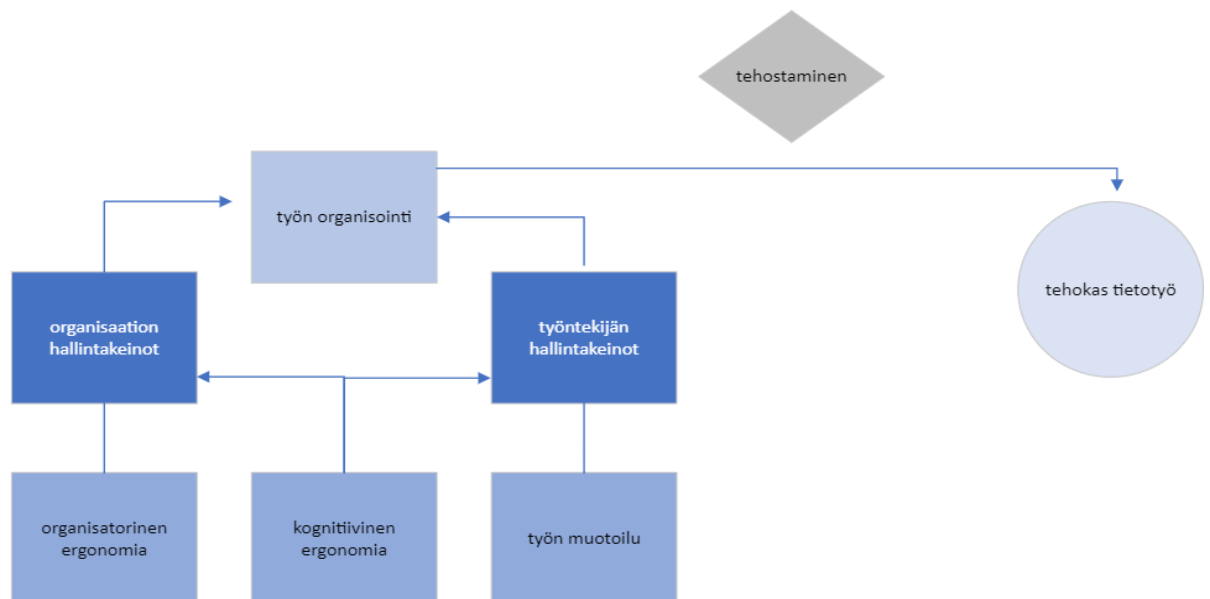 tehostaminen
työn organisointi
tehokas tietotyö
organisaation
hallintakeinot
työntekijän
hallintakeinot
organisatorinen
ergonomia
kognitiivinen
ergonomia
työn muotoilu